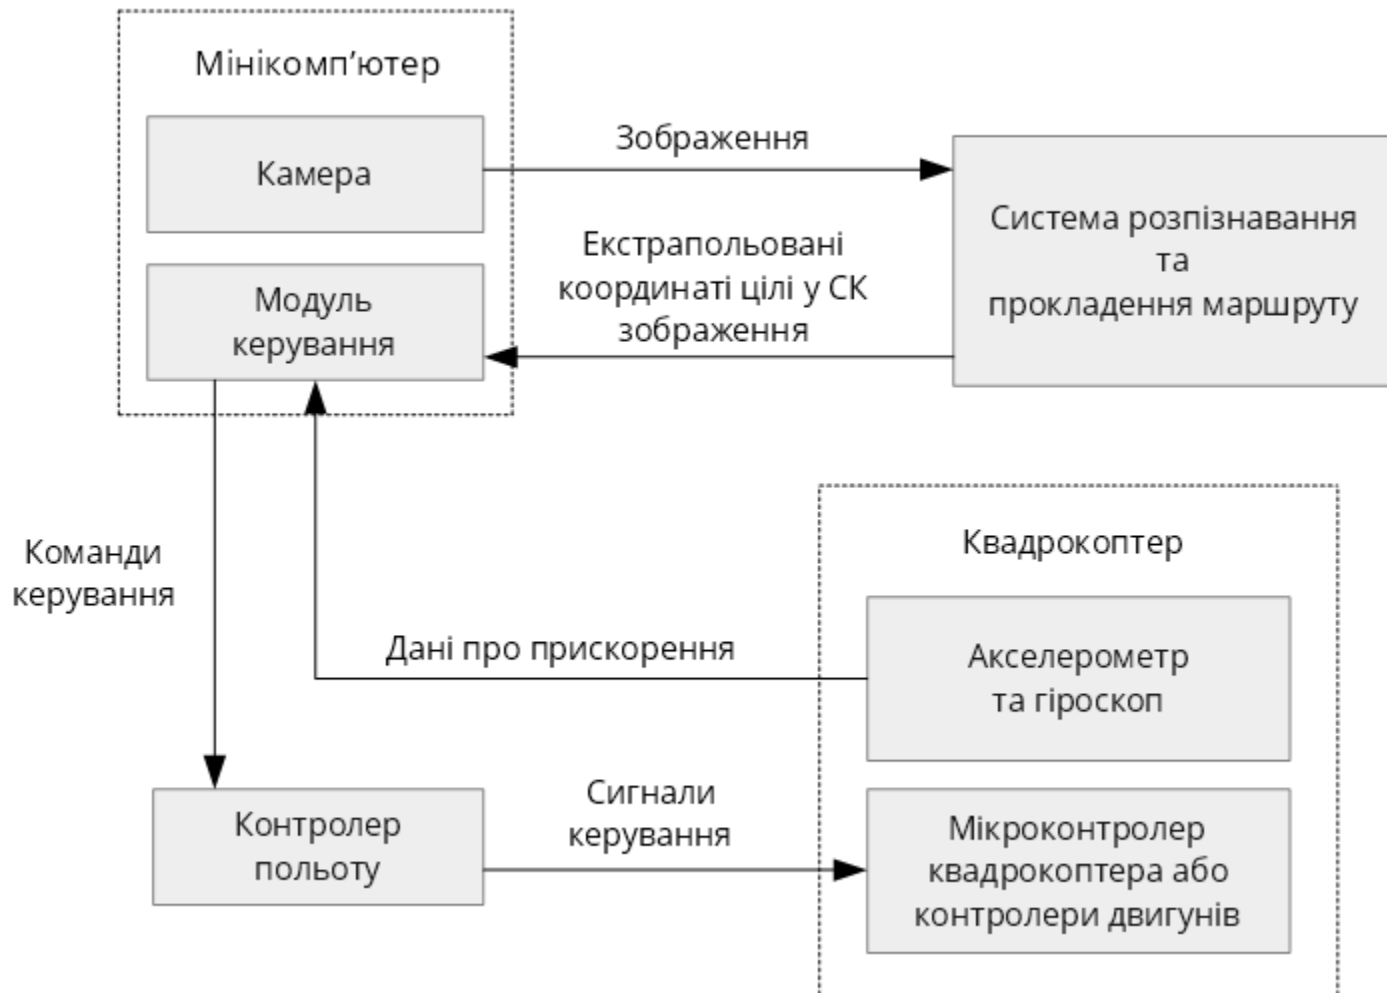 Мінікомп’ютер
Камера
Зображення
Система розпізнавання
та
прокладення маршруту
Екстрапольовані
координаті цілі у СК
зображення
Модуль
керування
Команди
керування
Квадрокоптер
Дані про прискорення
Акселерометр
та гіроскоп
Контролер
польоту
Сигнали
керування
Мікроконтролер
квадрокоптера або
контролери двигунів